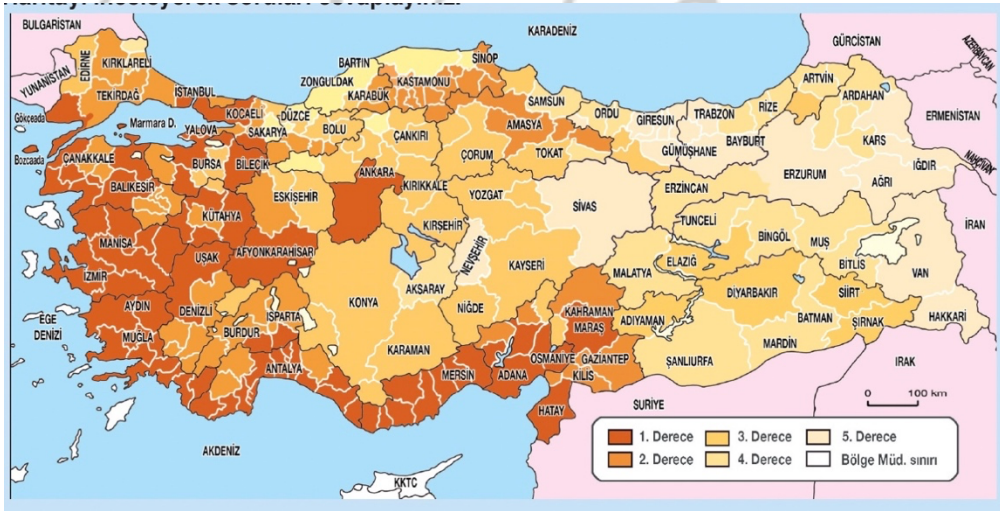 haritayı inceleyerek soruları cevaplayınız.
BULGARİSTAN
KARADENİZ
GÜRCİSTAN
AZERBAYCAN
YUNANİSTAN
EDİRNE
KIRKLARELİ
TEKİRDAĞ
İSTANBUL
KOCAELİ
ZONGULDAK
BARTIN
KARABÜK
KASTAMONU
SİNOP
SAMSUN
ORDU
GİRESUN
TRABZON
RİZE
ARTVİN
ARDAHAN
ERMENİSTAN
Gökçeada
Marmara D.
YALOVA
SAKARYA
DÜZCE
BOLU
ÇANKIRI
AMASYA
ÇORUM
TOKAT
GÜMÜŞHANE
BAYBURT
KARS
IĞDIR
NAHÇIVAN
Bozcaada
ÇANAKKALE
BURSA
BİLECİK
ANKARA
KIRIKKALE
YOZGAT
SİVAS
ERZİNCAN
ERZURUM
AĞRI
BALIKESİR
KÜTAHYA
ESKİŞEHİR
KIRŞEHİR
NEVŞEHİR
KAYSERİ
TUNCELİ
BİNGÖL
MUŞ
İRAN
MANİSA
UŞAK
AFYONKARAHİSAR
MALATYA
ELAZIĞ
BİTLİS
VAN
İZMİR
AYDIN
DENİZLİ
ISPARTA
KONYA
AKSARAY
NİĞDE
KAHRAMAN
MARAŞ
ADIYAMAN
DİYARBAKIR
BATMAN
SİİRT
ŞIRNAK
HAKKARİ
EGE
DENİZİ
MUĞLA
BURDUR
KARAMAN
ANTALYA
MERSİN
ADANA
OSMANİYE
GAZİANTEP
KİLİS
ŞANLIURFA
MARDİN
IRAK
HATAY
SURİYE
0 100 km
AKDENİZ
KKTC
1. Derece
3. Derece
5. Derece
2. Derece
4. Derece
Bölge Müd. sınırı